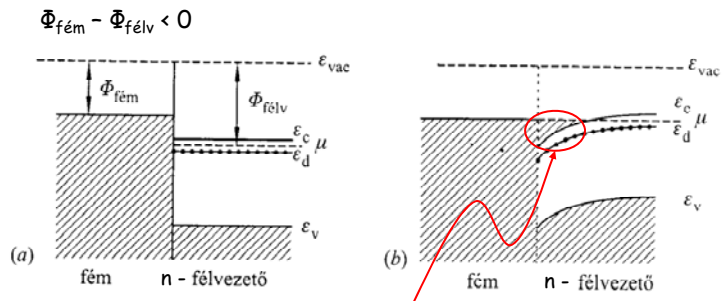 Φfém – Φfélv < 0
εvac
Φfém
Φfélv
εc
μ
εd
εv
(a)
fém
n - félvezető
εvac
εc
μ
εd
εv
(b)
fém
n - félvezető